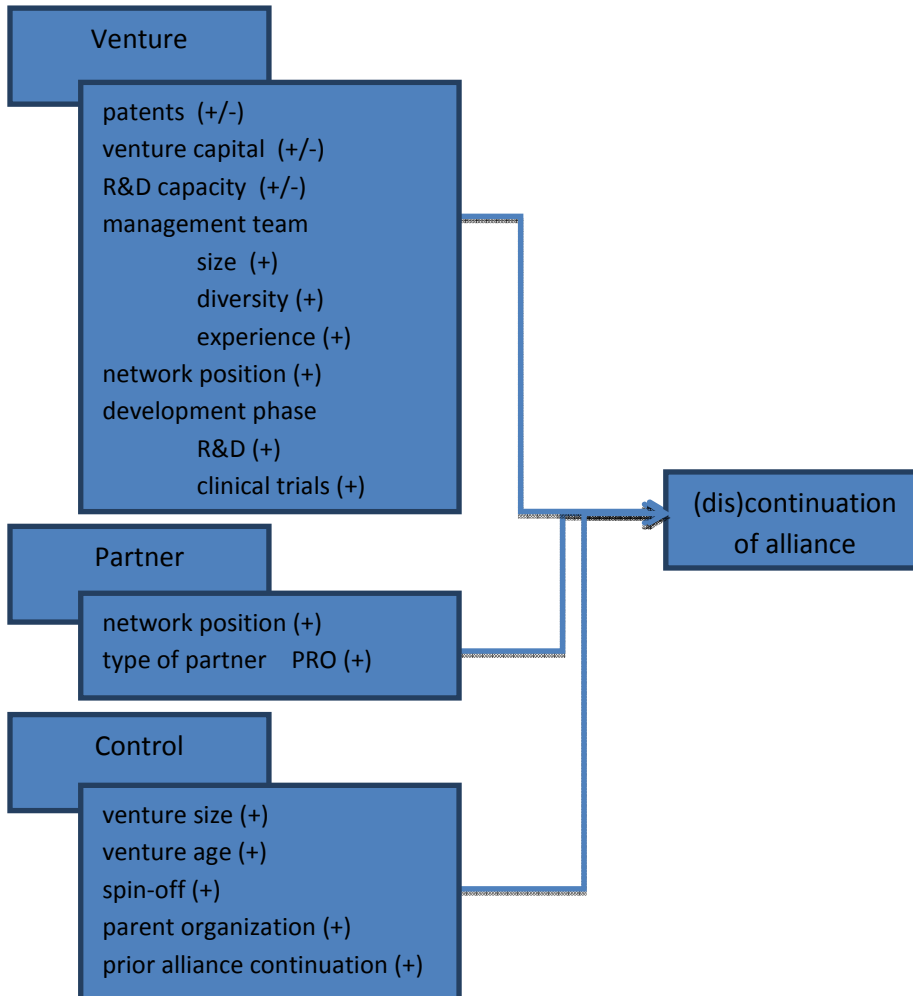 Venture
patents (+/-)
venture capital (+/-)
R&D capacity (+/-)
management team
size (+)
diversity (+)
experience (+)
network position (+)
development phase
R&D (+)
clinical trials (+)
(dis)continuation
of alliance
Partner
network position (+)
type of partner PRO (+)
Control
venture size (+)
venture age (+)
spin-off (+)
parent organization (+)
prior alliance continuation (+)